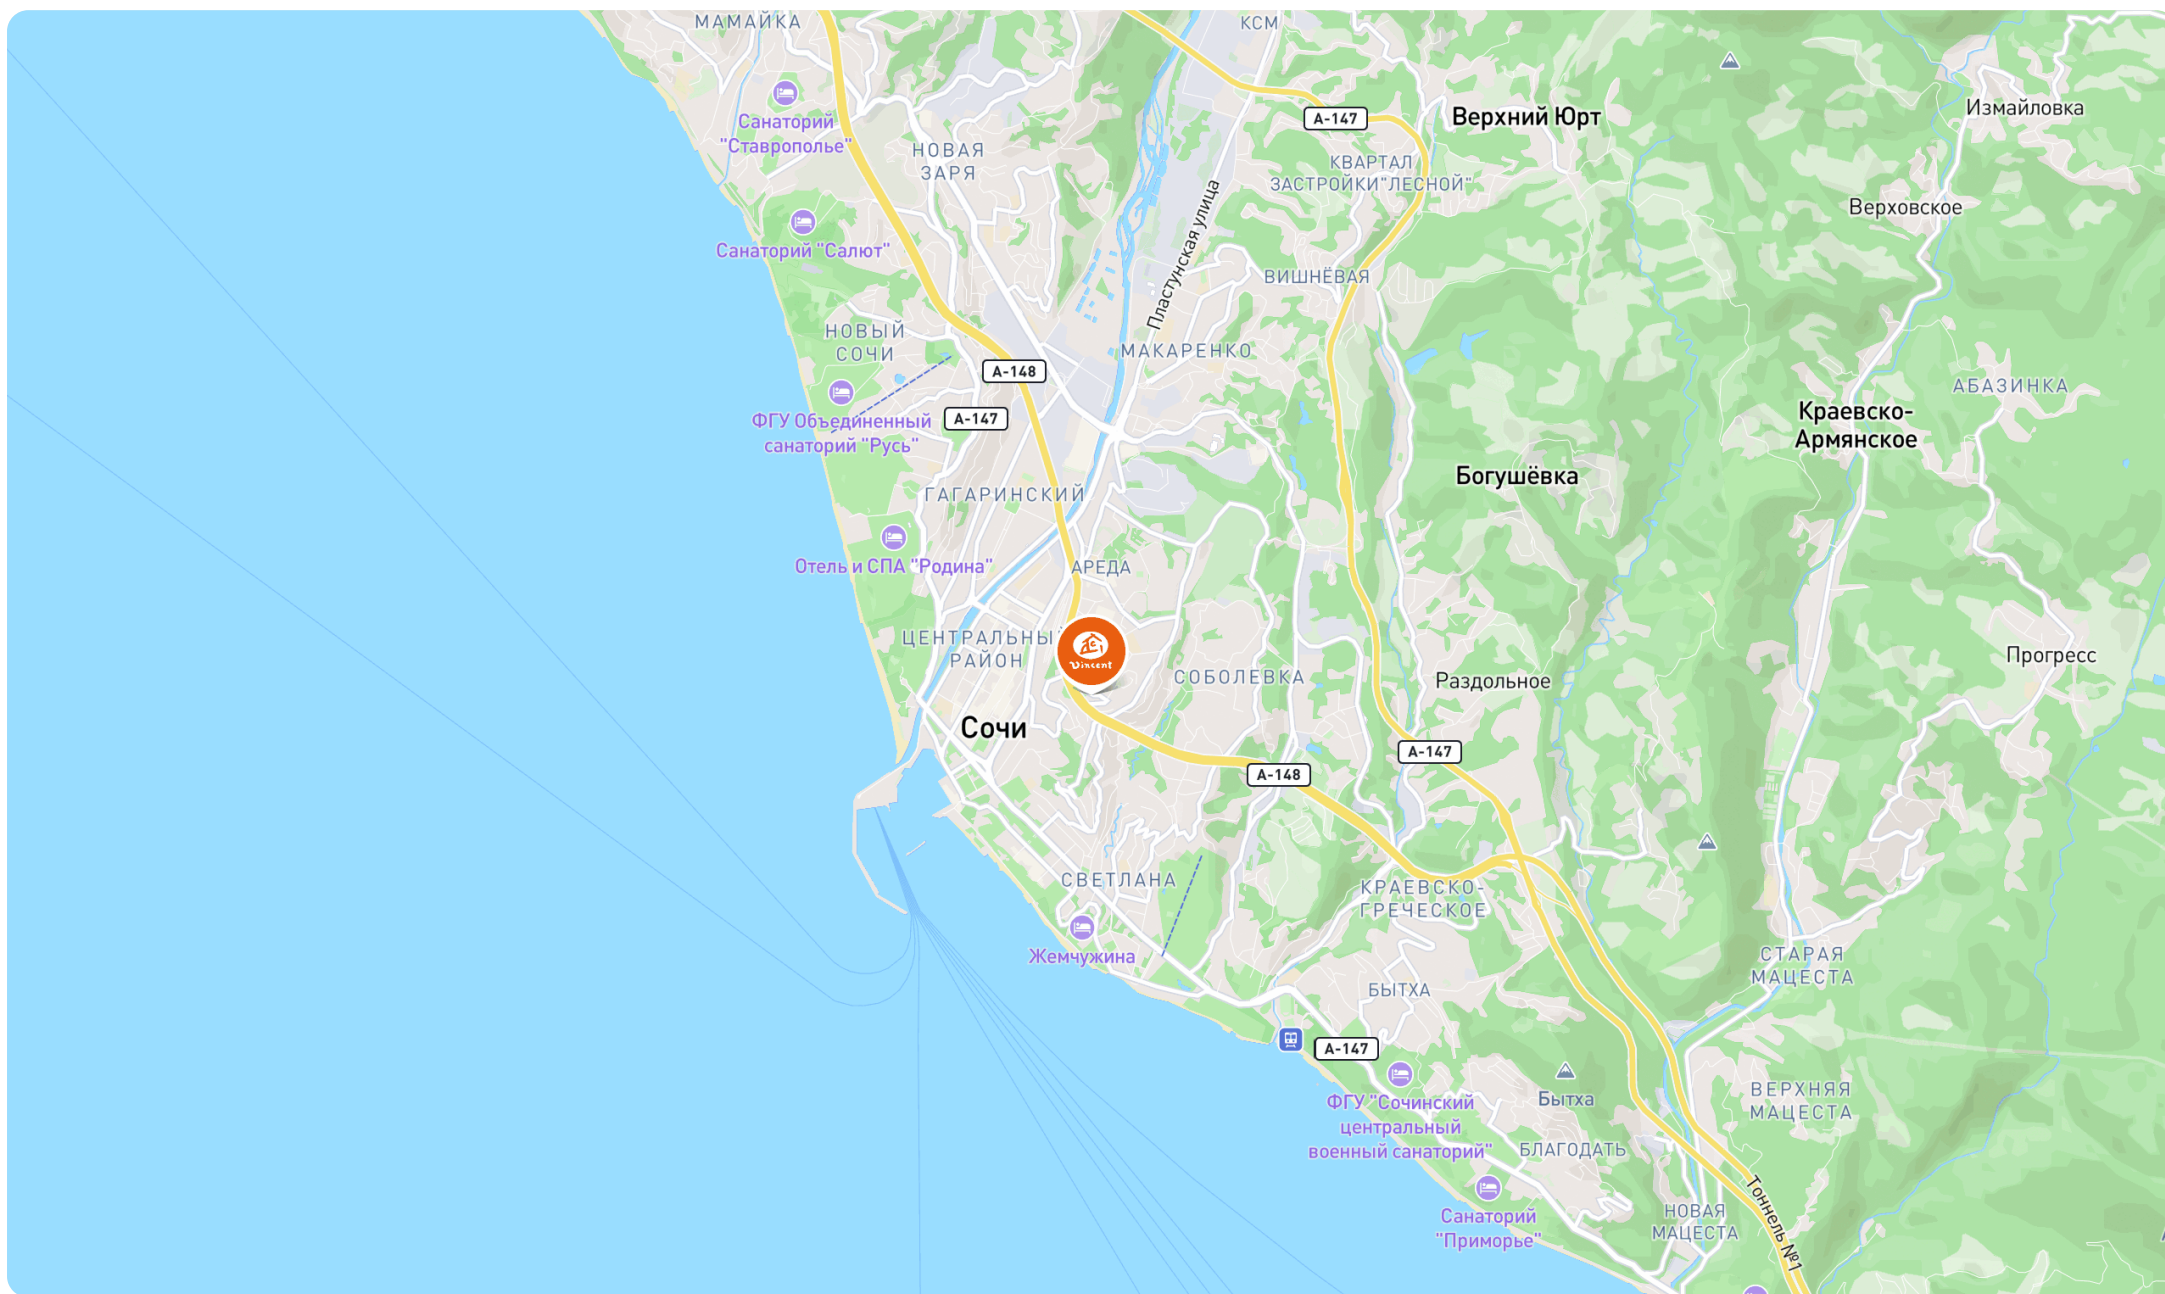 МАМАЙКА
КСМ
Санаторий
"Ставрополье"
НОВАЯ
ЗАРЯ
А-147
Верхний Юрт
Измайловка
КВАРТАЛ
ЗАСТРОЙКИ"ЛЕСНОЙ"
Верховское
Санаторий "Салют"
Пластунская улица
ВИШНЁВАЯ
НОВЫЙ
СОЧИ
МАКАРЕНКО
А-148
АБАЗИНКА
ФГУ Объединенный
санаторий "Русь"
А-147
Краевско-
Армянское
Богушёвка
ГАГАРИНСКИЙ
Отель и СПА "Родина"
АРЕДА
ЦЕНТРАЛЬНЫЙ
РАЙОН
Vincent
СОБОЛЕВКА
Раздольное
Прогресс
Сочи
А-148
А-147
СВЕТЛАНА
КРАЕВСКО-
ГРЕЧЕСКОЕ
Жемчужина
СТАРАЯ
МАЦЕСТА
БЫТХА
А-147
ФГУ "Сочинский
центральный
военный санаторий"
Бытха
ВЕРХНЯЯ
МАЦЕСТА
БЛАГОДАТЬ
Санаторий
"Приморье"
НОВАЯ
МАЦЕСТА
Тоннель №1